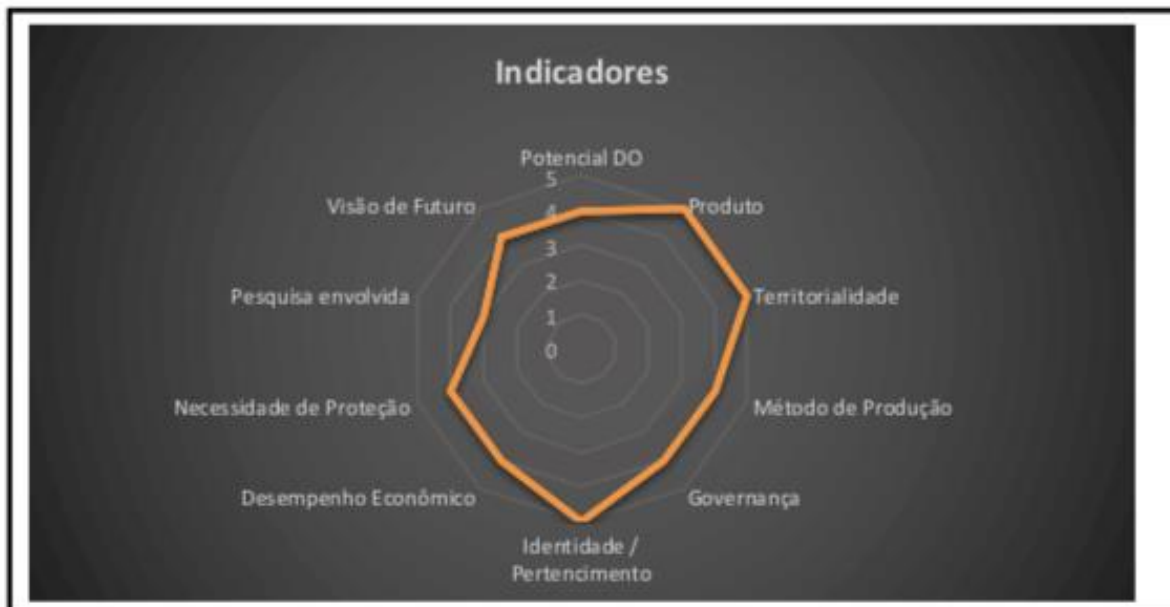 Indicadores
Potencial DO
5
Visão de Futuro
4
Produto
3
Pesquisa envolvida
2
Territorialidade
1
0
Necessidade de Proteção
Método de Produção
Desempenho Econômico
Governança
Identidade /
Pertencimento